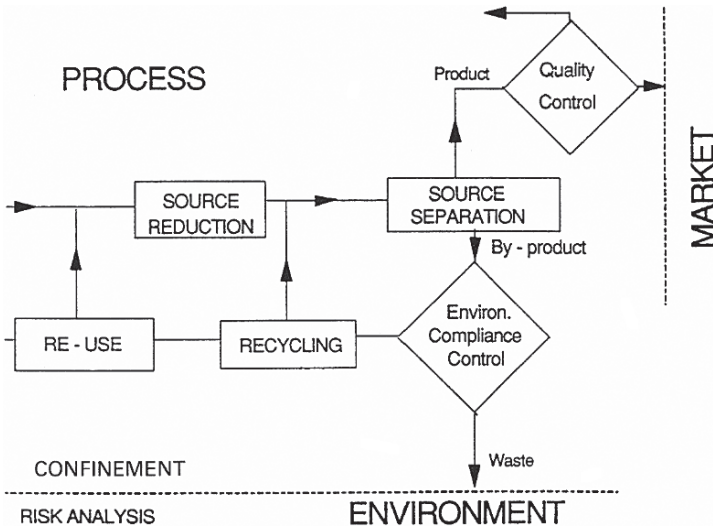 PROCESS
Product
Quality
Control
MARKET
SOURCE
REDUCTION
SOURCE
SEPARATION
By - product
RE - USE
RECYCLING
Environ.
Compliance
Control
CONFINEMENT
Waste
RISK ANALYSIS
ENVIRONMENT